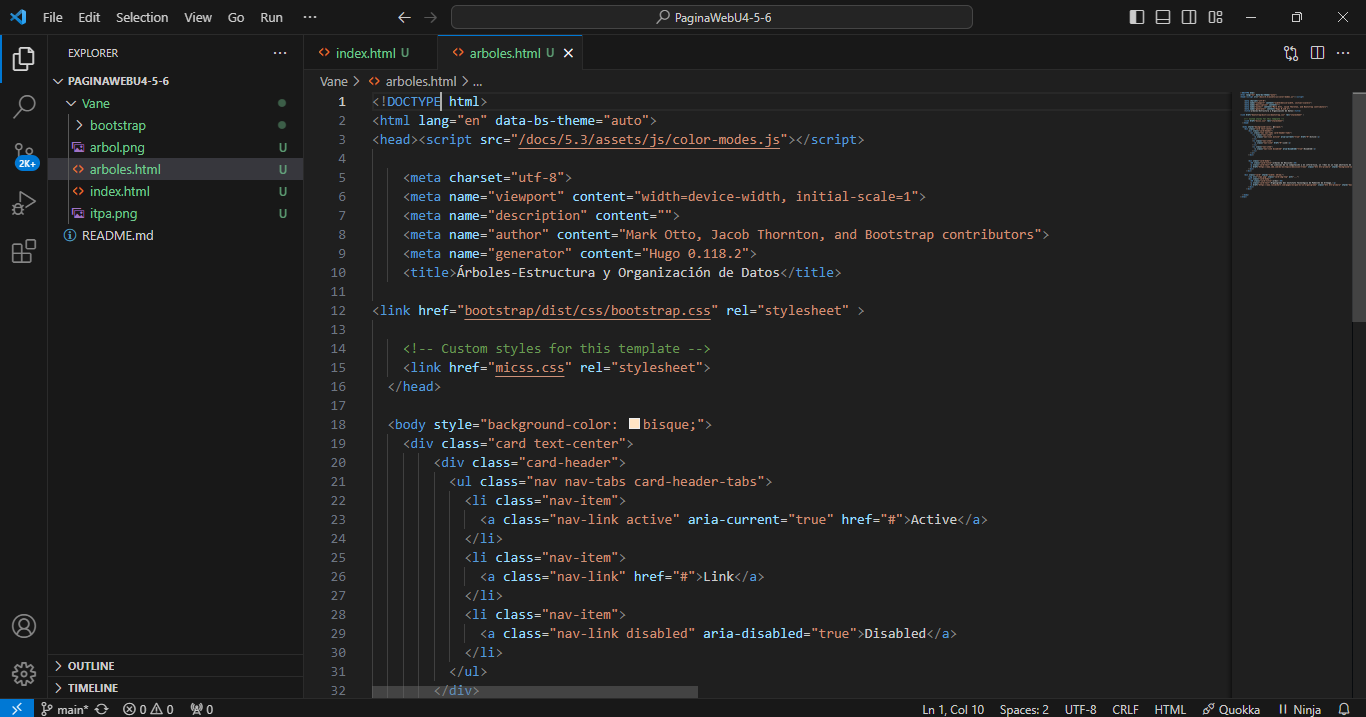 File Edit Selection View Go Run ··· PaginaWebU4-5-6
EXPLORER ···
PAGINAWEBU4-5-6
Vane
bootstrap
arbol.png U
arboles.html U
index.html U
itpa.png U
README.md
2K+
OUTLINE
TIMELINE
index.html U arboles.html U
Vane > arboles.html > ...
1 <!DOCTYPE html>
2 <html lang="en" data-bs-theme="auto">
3 <head><script src="/docs/5.3/assets/js/color-modes.js"></script>
4
5 <meta charset="utf-8">
6 <meta name="viewport" content="width=device-width, initial-scale=1">
7 <meta name="description" content="">
8 <meta name="author" content="Mark Otto, Jacob Thornton, and Bootstrap contributors">
9 <meta name="generator" content="Hugo 0.118.2">
10 <title>Árboles-Estructura y Organización de Datos</title>
11
12 <link href="bootstrap/dist/css/bootstrap.css" rel="stylesheet" >
13
14 <!-- Custom styles for this template -->
15 <link href="micss.css" rel="stylesheet">
16 </head>
17
18 <body style="background-color: bisque;">
19 <div class="card text-center">
20 <div class="card-header">
21 <ul class="nav nav-tabs card-header-tabs">
22 <li class="nav-item">
23 <a class="nav-link active" aria-current="true" href="#">Active</a>
24 </li>
25 <li class="nav-item">
26 <a class="nav-link" href="#">Link</a>
27 </li>
28 <li class="nav-item">
29 <a class="nav-link disabled" aria-disabled="true">Disabled</a>
30 </li>
31 </ul>
32 </div>
main* 0 0 0 Ln 1, Col 10 Spaces: 2 UTF-8 CRLF HTML Quokka Ninja